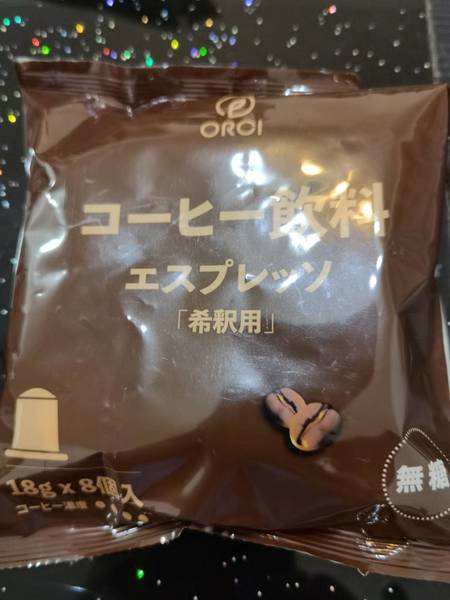 OROI
コーヒー飲料
エスプレッソ
「希釈用」
無糖
18g x 8個入
コーヒー濃度